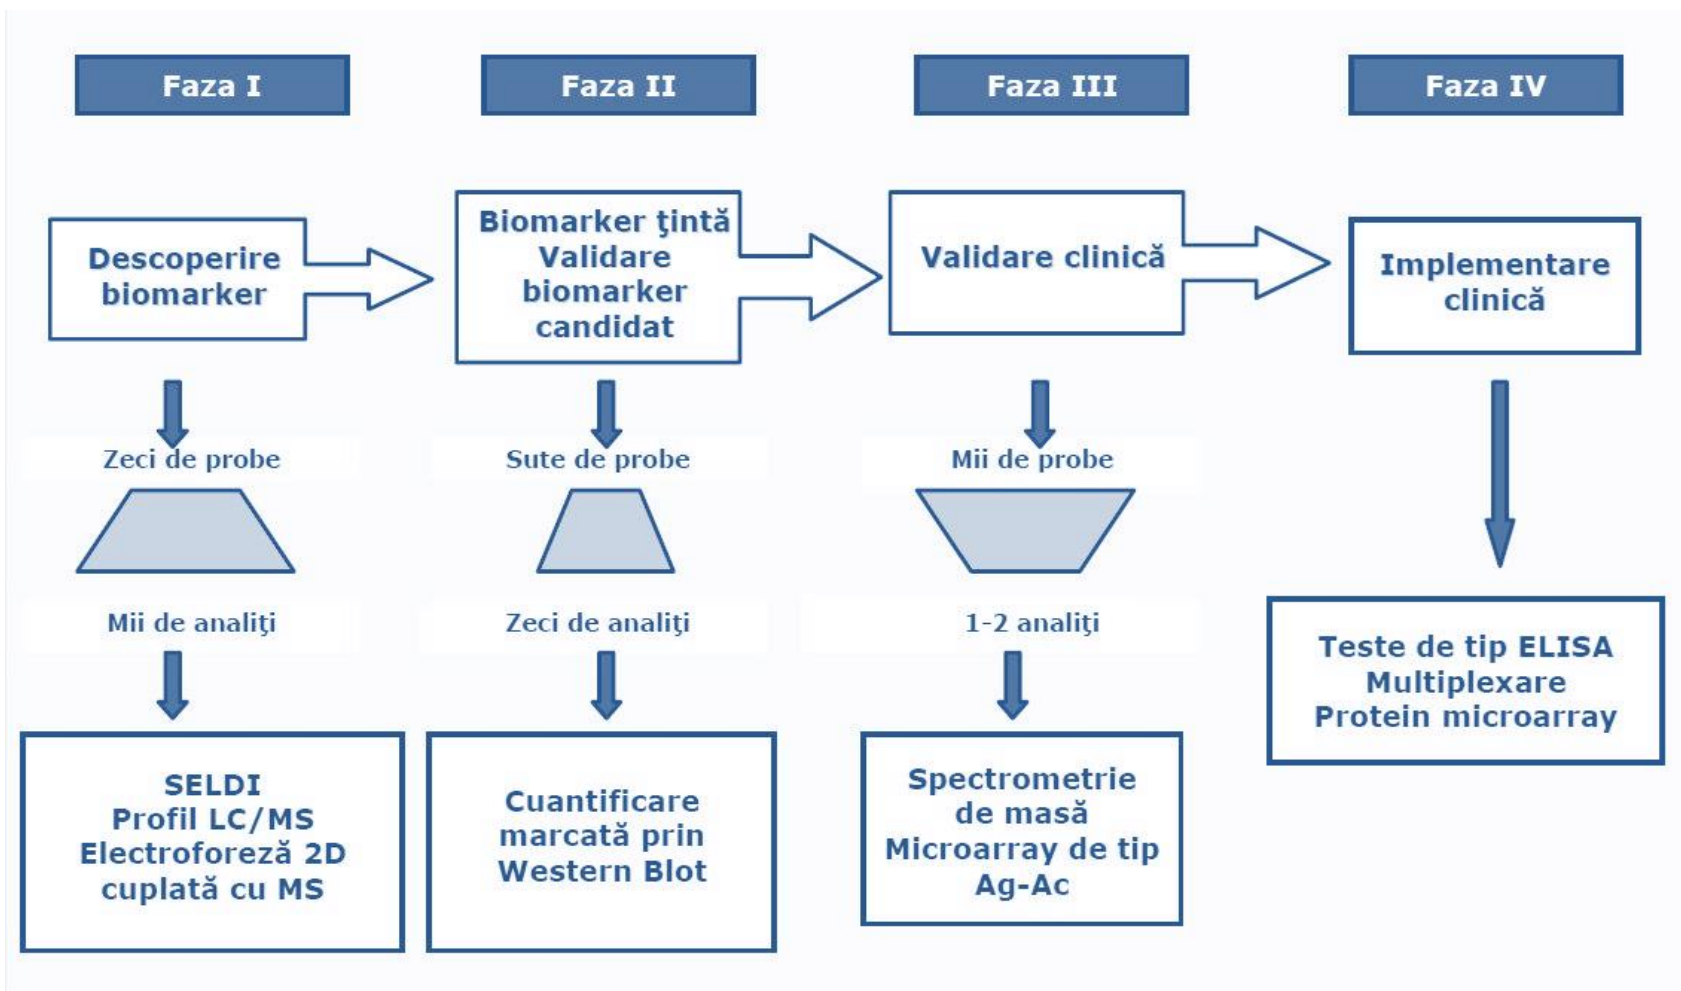 Faza I
Faza II
Faza III
Faza IV
Descoperire
biomarker
Biomarker ţintă
Validare
biomarker
candidat
Validare clinică
Implementare
clinică
Zeci de probe
Sute de probe
Mii de probe
Mii de analiţi
Zeci de analiţi
1-2 analiţi
SELDI
Profil LC/MS
Electroforeză 2D
cuplată cu MS
Cuantificare
marcată prin
Western Blot
Spectrometrie
de masă
Microarray de tip
Ag-Ac
Teste de tip ELISA
Multiplexare
Protein microarray